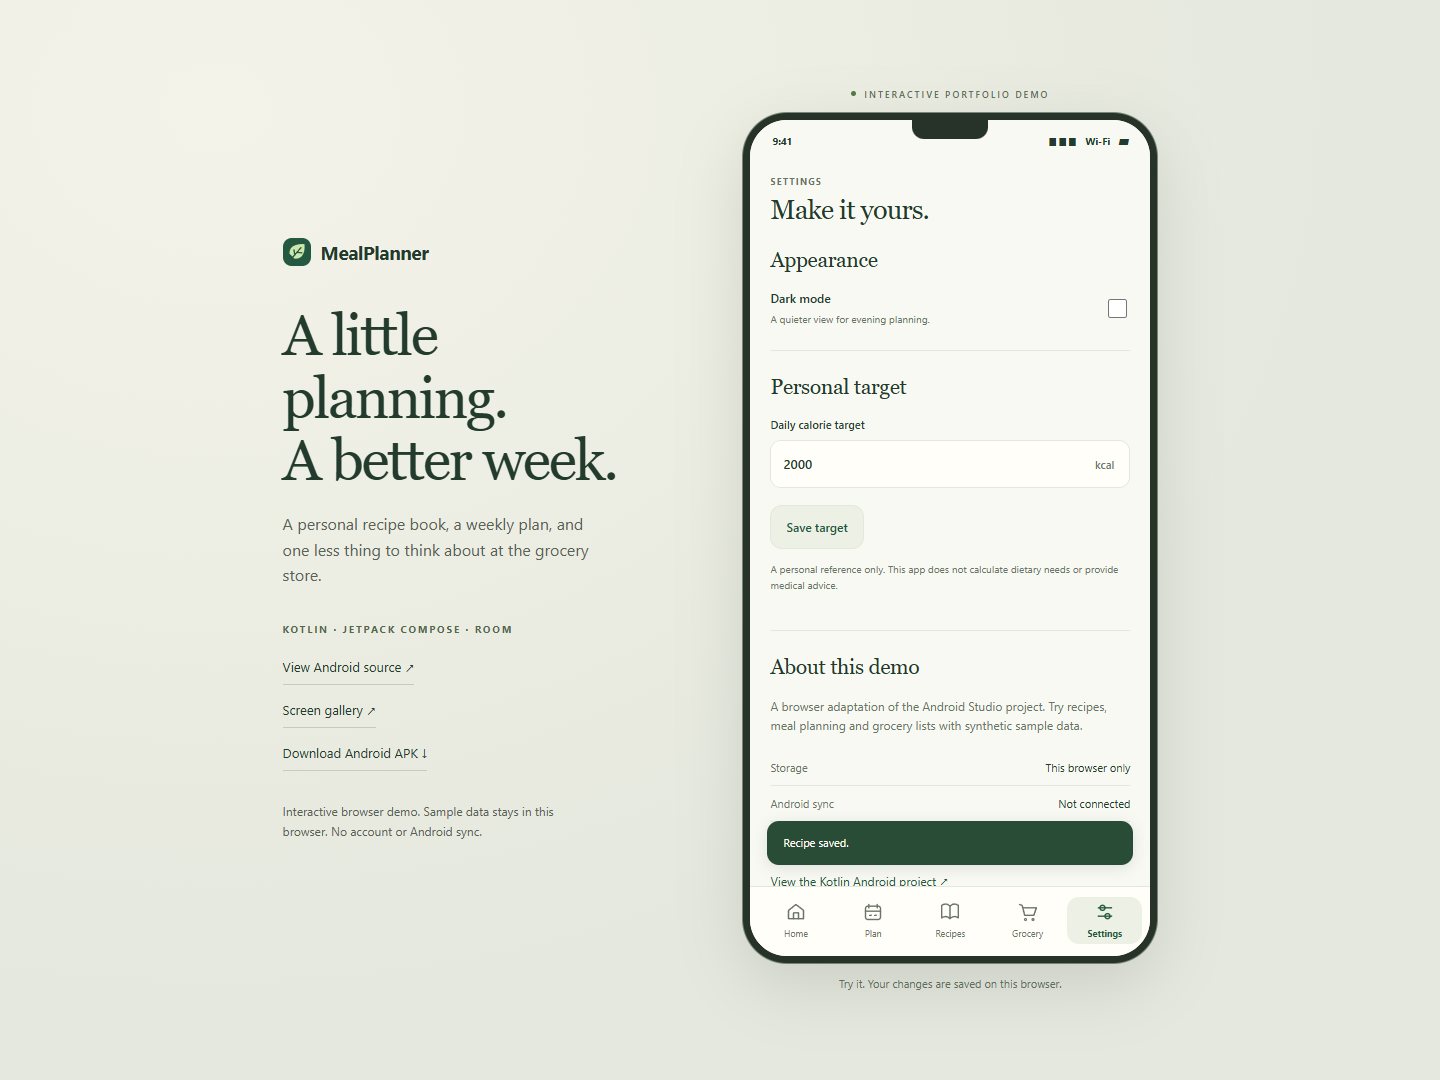 MealPlanner
A little
planning.
A better week.
A personal recipe book, a weekly plan, and
one less thing to think about at the grocery
store.
KOTLIN · JETPACK COMPOSE · ROOM
View Android source ↗
Screen gallery ↗
Download Android APK ↓
Interactive browser demo. Sample data stays in this
browser. No account or Android sync.
INTERACTIVE PORTFOLIO DEMO
9:41 Wi-Fi
SETTINGS
Make it yours.
Appearance
Dark mode
A quieter view for evening planning.
Personal target
Daily calorie target
2000 kcal
Save target
A personal reference only. This app does not calculate dietary needs or provide
medical advice.
About this demo
A browser adaptation of the Android Studio project. Try recipes,
meal planning and grocery lists with synthetic sample data.
Storage This browser only
Android sync Not connected
Recipe saved.
View the Kotlin Android project ↗
Home Plan Recipes Grocery Settings
Try it. Your changes are saved on this browser.